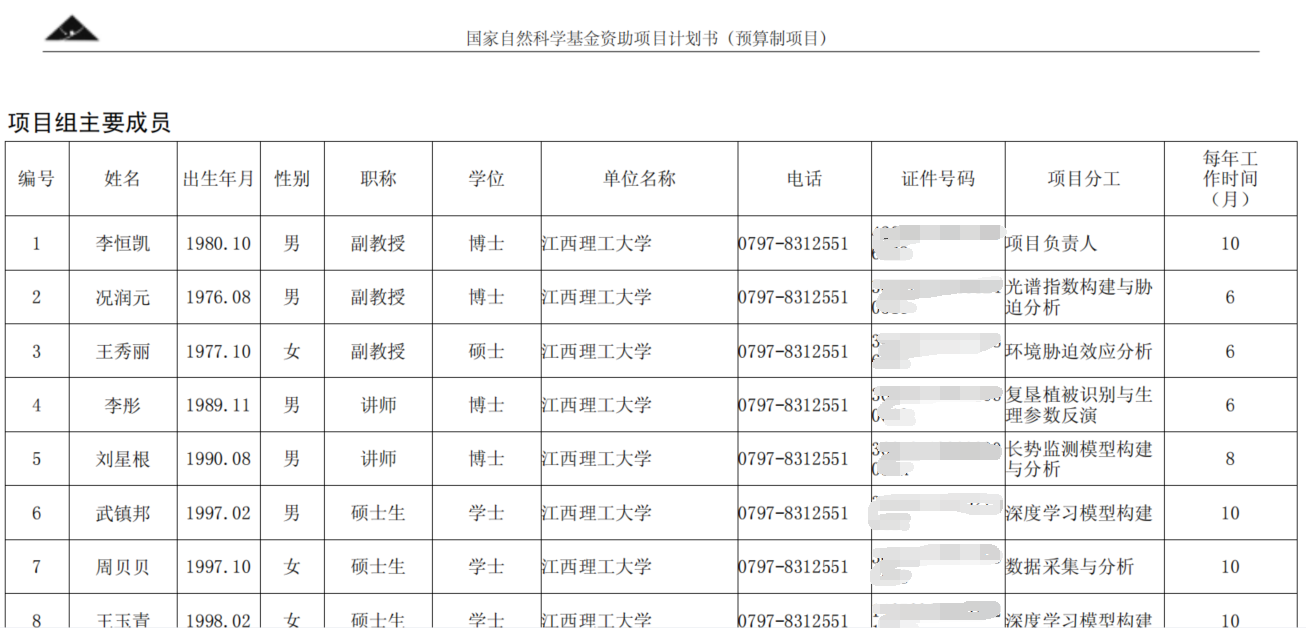 国家自然科学基金资助项目计划书（预算制项目）
项目组主要成员
编号 姓名 出生年月 性别 职称 学位 单位名称 电话 证件号码 项目分工 每年工作时间（月）
1 李恒凯 1980.10 男 副教授 博士 江西理工大学 0797-8312551 项目负责人 10
2 况润元 1976.08 男 副教授 博士 江西理工大学 0797-8312551 光谱指数构建与胁迫分析 6
3 王秀丽 1977.10 女 副教授 硕士 江西理工大学 0797-8312551 环境胁迫效应分析 6
4 李彤 1989.11 男 讲师 博士 江西理工大学 0797-8312551 复垦植被识别与生理参数反演 6
5 刘星根 1990.08 男 讲师 博士 江西理工大学 0797-8312551 长势监测模型构建与分析 8
6 武镇邦 1997.02 男 硕士生 学士 江西理工大学 0797-8312551 深度学习模型构建 10
7 周贝贝 1997.10 女 硕士生 学士 江西理工大学 0797-8312551 数据采集与分析 10
8 王玉青 1998.02 女 硕士生 学士 江西理工大学 0797-8312551 深度学习模型构建 10